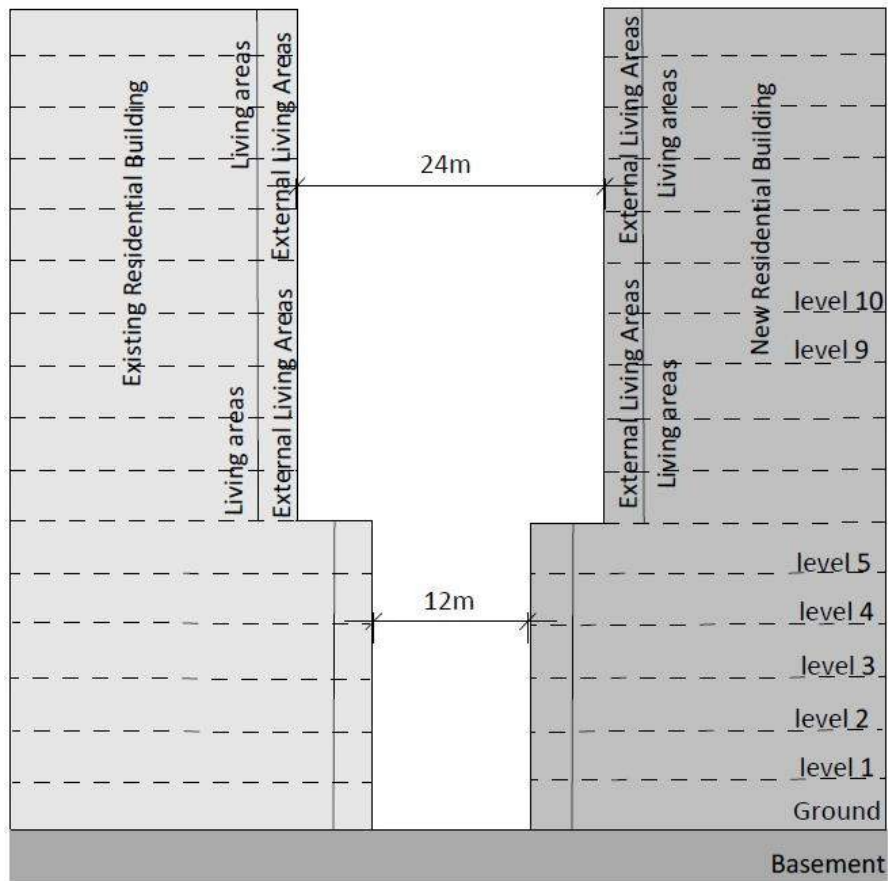 Existing Residential Building
Living areas
External Living Areas
24m
External Living Areas
Living areas
New Residential Building
level 10
level 9
Living areas
External Living Areas
External Living Areas
Living areas
level 5
12m
level 4
level 3
level 2
level 1
Ground
Basement